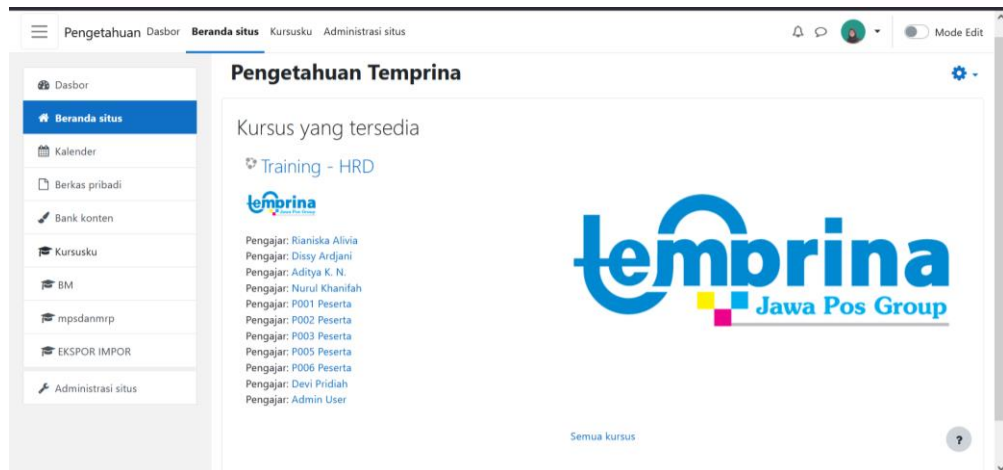 Pengetahuan Dasbor Beranda situs Kursusku Administrasi situs Mode Edit
Dasbor
Beranda situs
Kalender
Berkas pribadi
Bank konten
Kursusku
BM
mpsdanmrp
EKSPOR IMPOR
Administrasi situs
Pengetahuan Temprina
Kursus yang tersedia
Training - HRD
temprina
Jawa Pos Group
Pengajar: Rianiska Alivia
Pengajar: Dissy Ardjani
Pengajar: Aditya K. N.
Pengajar: Nurul Khanifah
Pengajar: P001 Peserta
Pengajar: P002 Peserta
Pengajar: P003 Peserta
Pengajar: P005 Peserta
Pengajar: P006 Peserta
Pengajar: Devi Pridiah
Pengajar: Admin User
temprina
Jawa Pos Group
Semua kursus
?